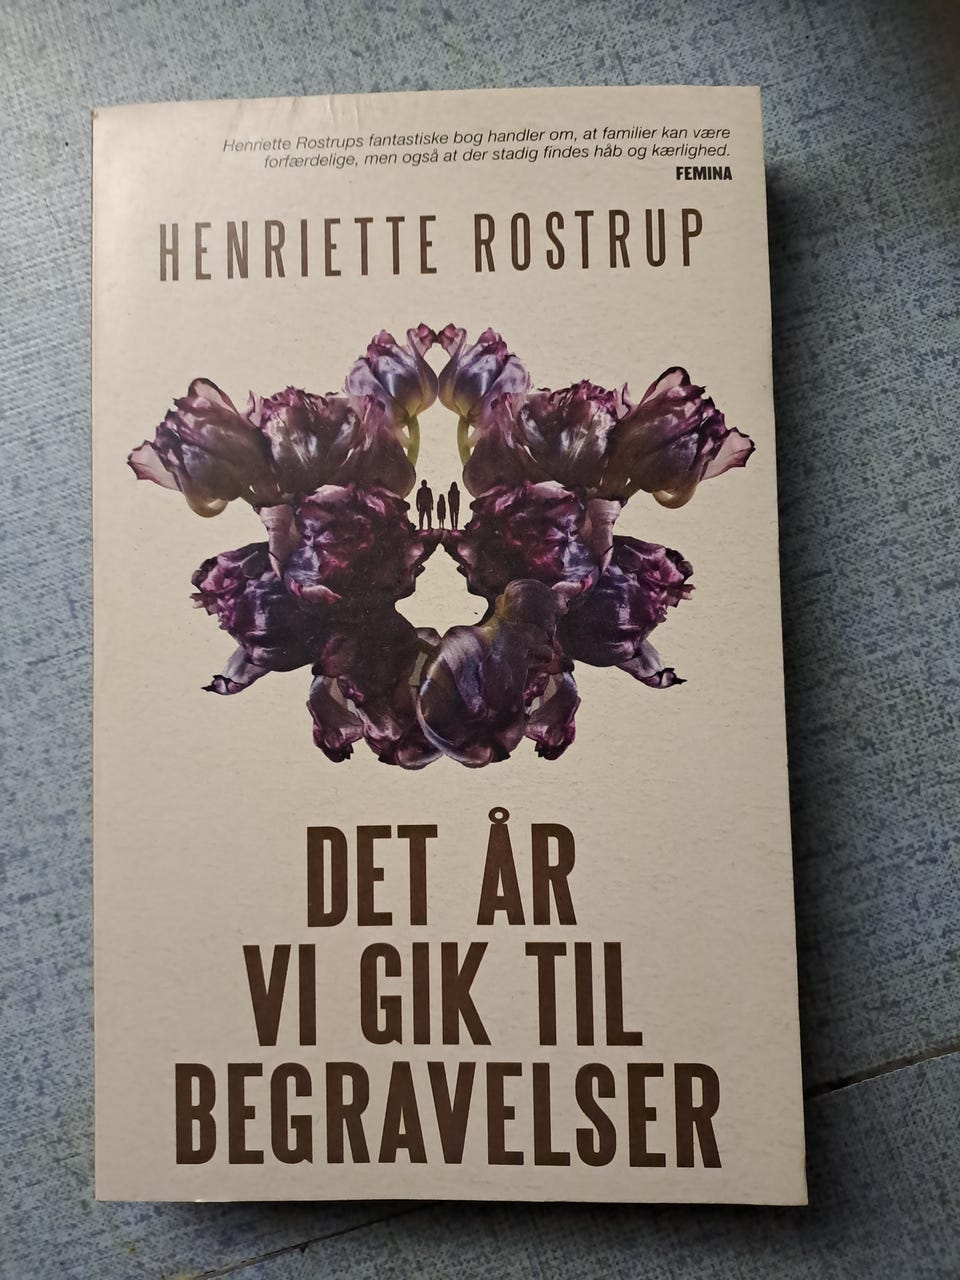 Henriette Rostrups fantastiske bog handler om, at familier kan være
forfærdelige, men også at der stadig findes håb og kærlighed.
FEMINA
HENRIETTE ROSTRUP
DET ÅR
VI GIK TIL
BEGRAVELSER